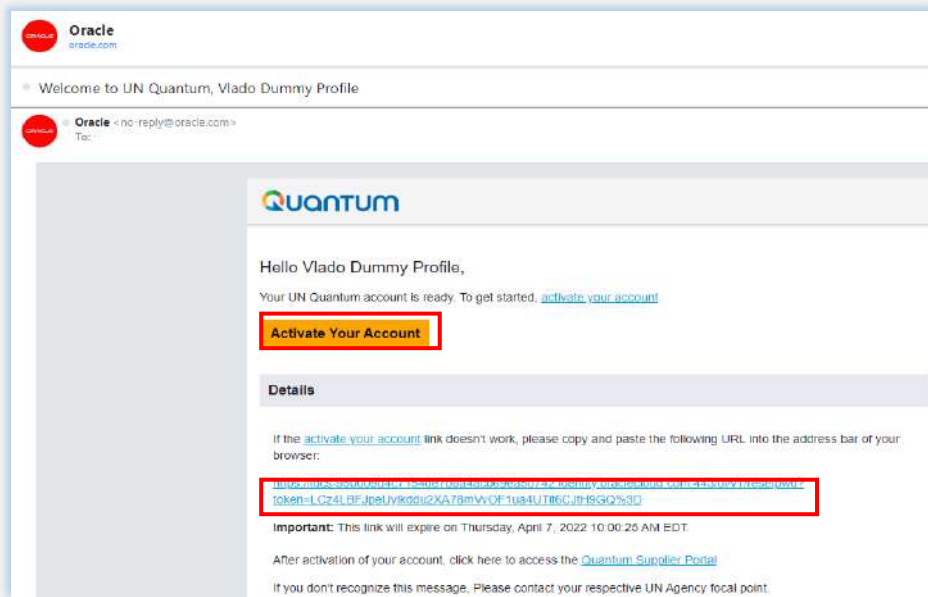 ORACLE
Oracle
oracle.com
Welcome to UN Quantum, Vlado Dummy Profile
ORACLE
Oracle <no-reply@oracle.com>
To:
Quantum
Hello Vlado Dummy Profile,
Your UN Quantum account is ready. To get started, activate your account
Activate Your Account
Details
If the activate your account link doesn't work, please copy and paste the following URL into the address bar of your
browser:
Important: This link will expire on Thursday, April 7, 2022 10:00:25 AM EDT.
After activation of your account, click here to access the Quantum Supplier Portal
If you don't recognize this message, Please contact your respective UN Agency focal point.